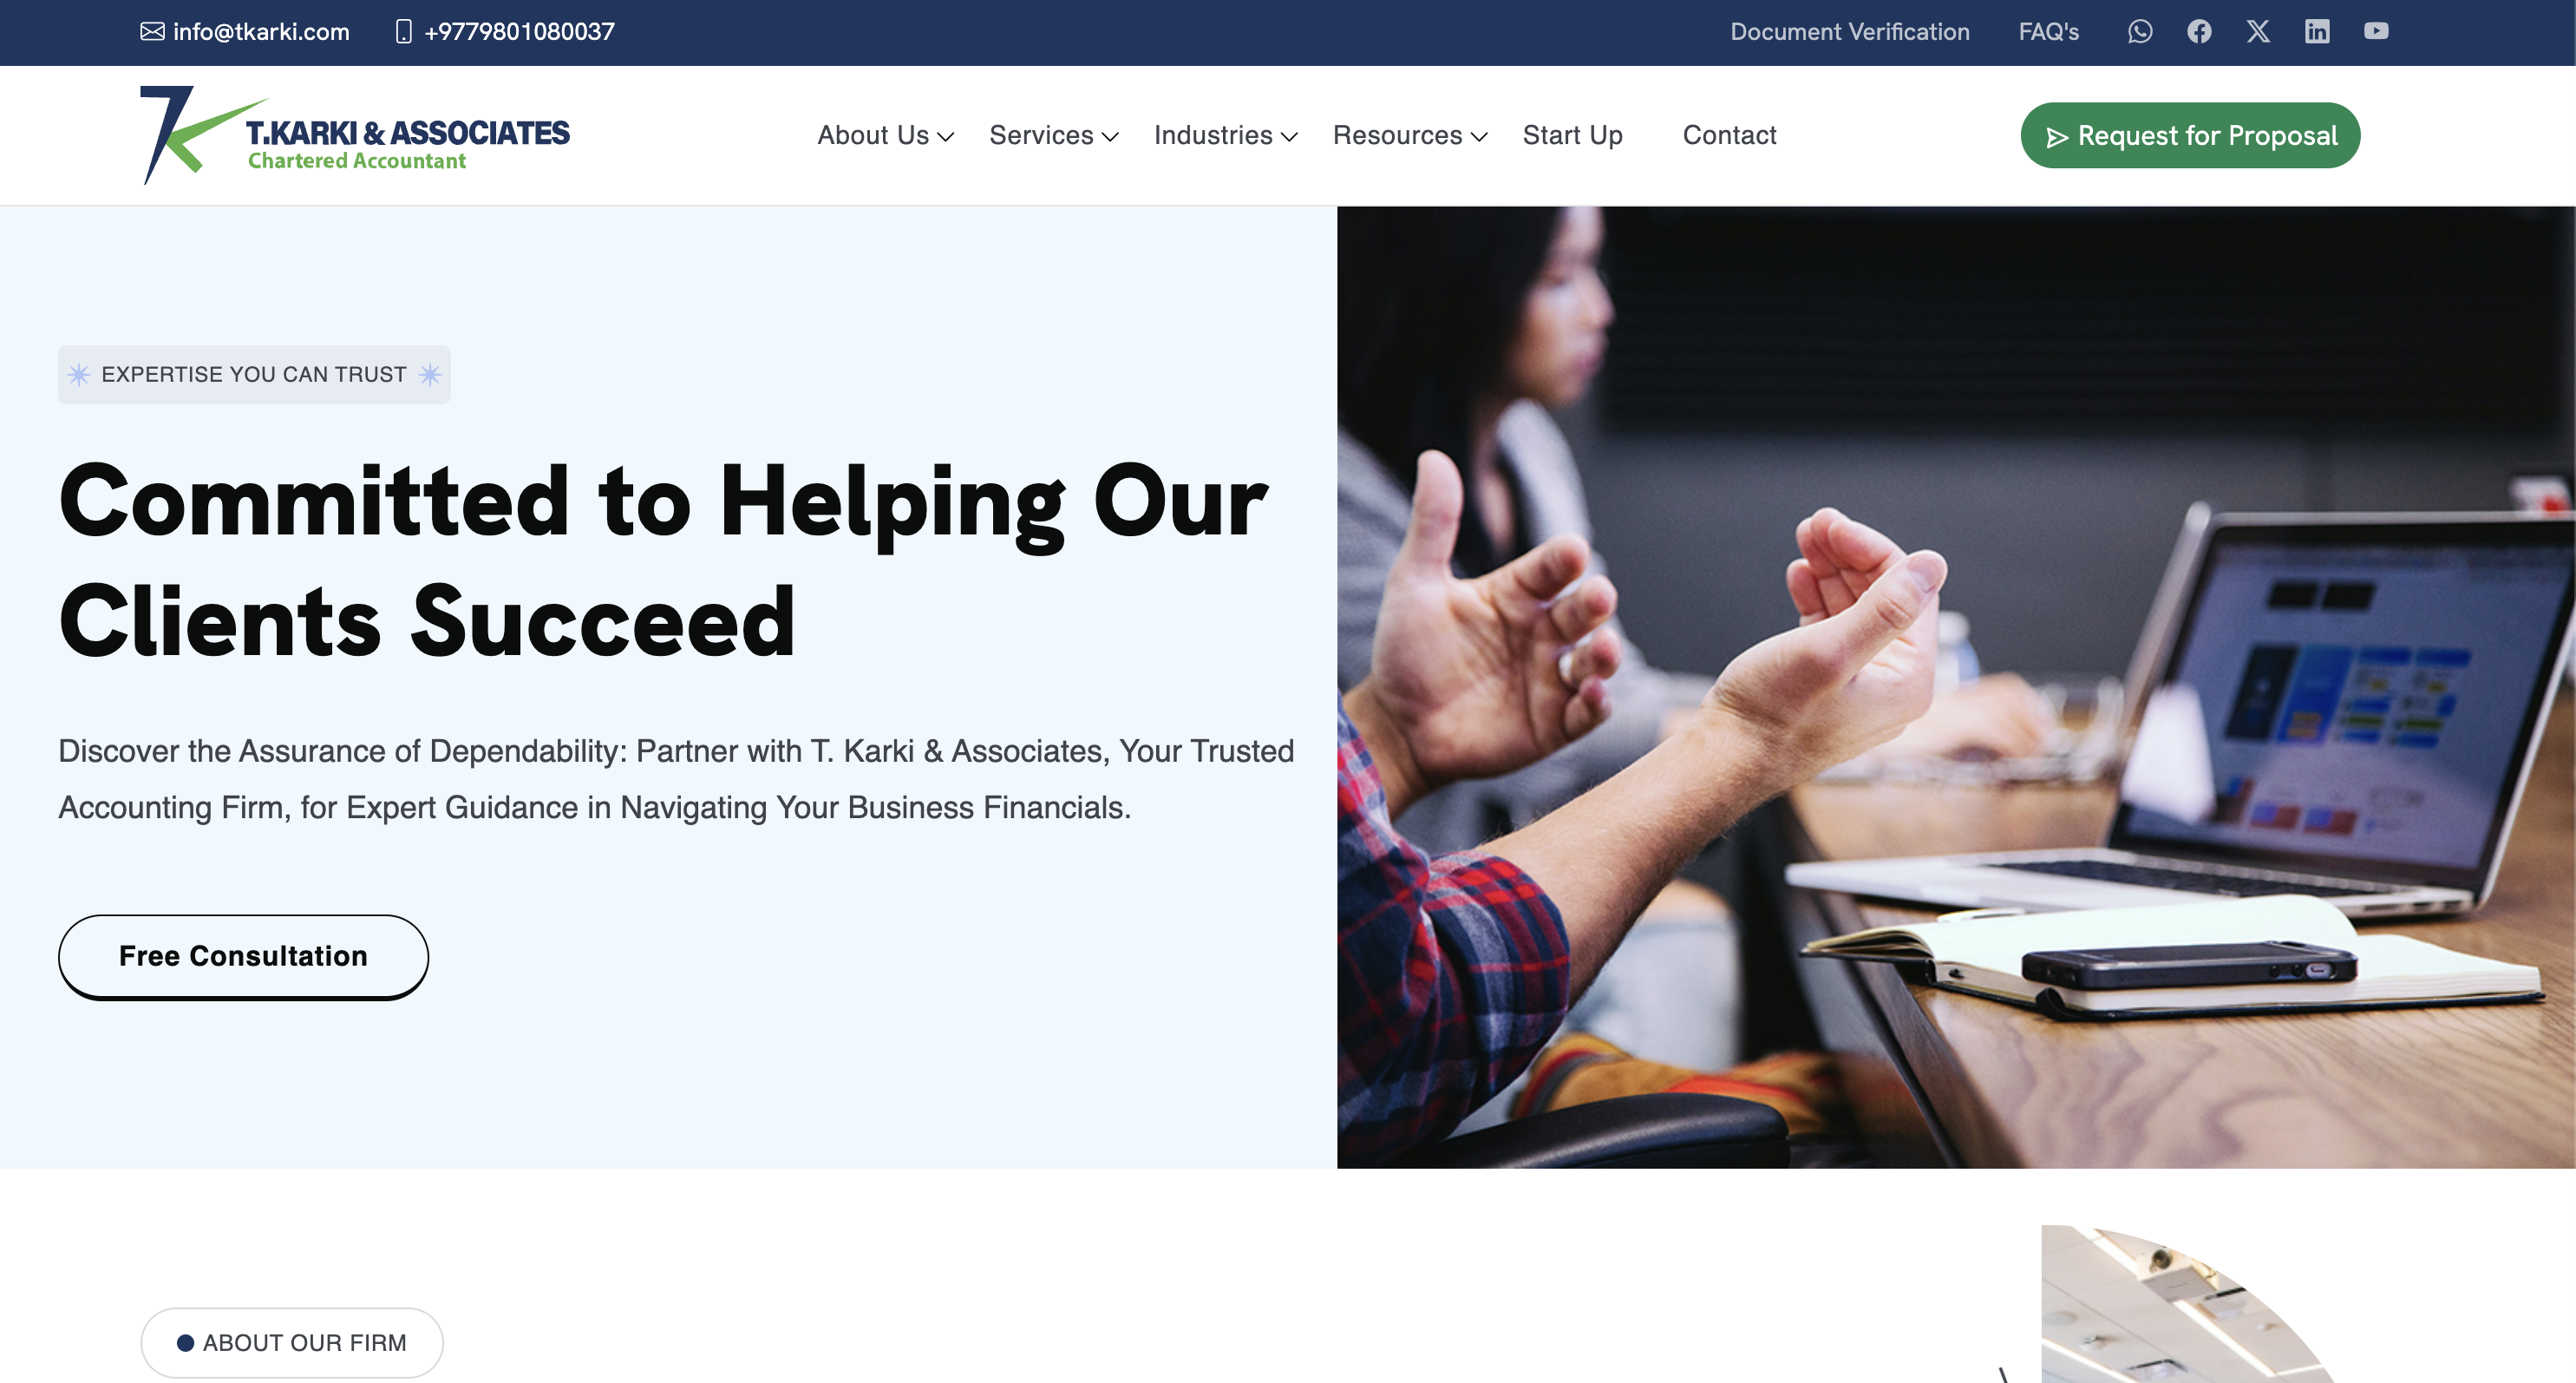 info@tkarki.com +9779801080037 Document Verification FAQ's
T.KARKI & ASSOCIATES
Chartered Accountant
About Us Services Industries Resources Start Up Contact Request for Proposal
EXPERTISE YOU CAN TRUST
Committed to Helping Our
Clients Succeed
Discover the Assurance of Dependability: Partner with T. Karki & Associates, Your Trusted
Accounting Firm, for Expert Guidance in Navigating Your Business Financials.
Free Consultation
ABOUT OUR FIRM